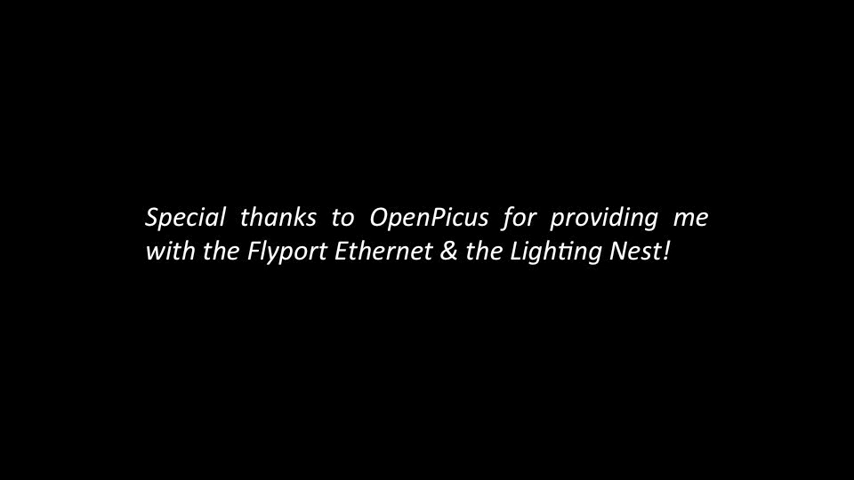 Special thanks to OpenPicus for providing me
with the Flyport Ethernet & the Lighting Nest!